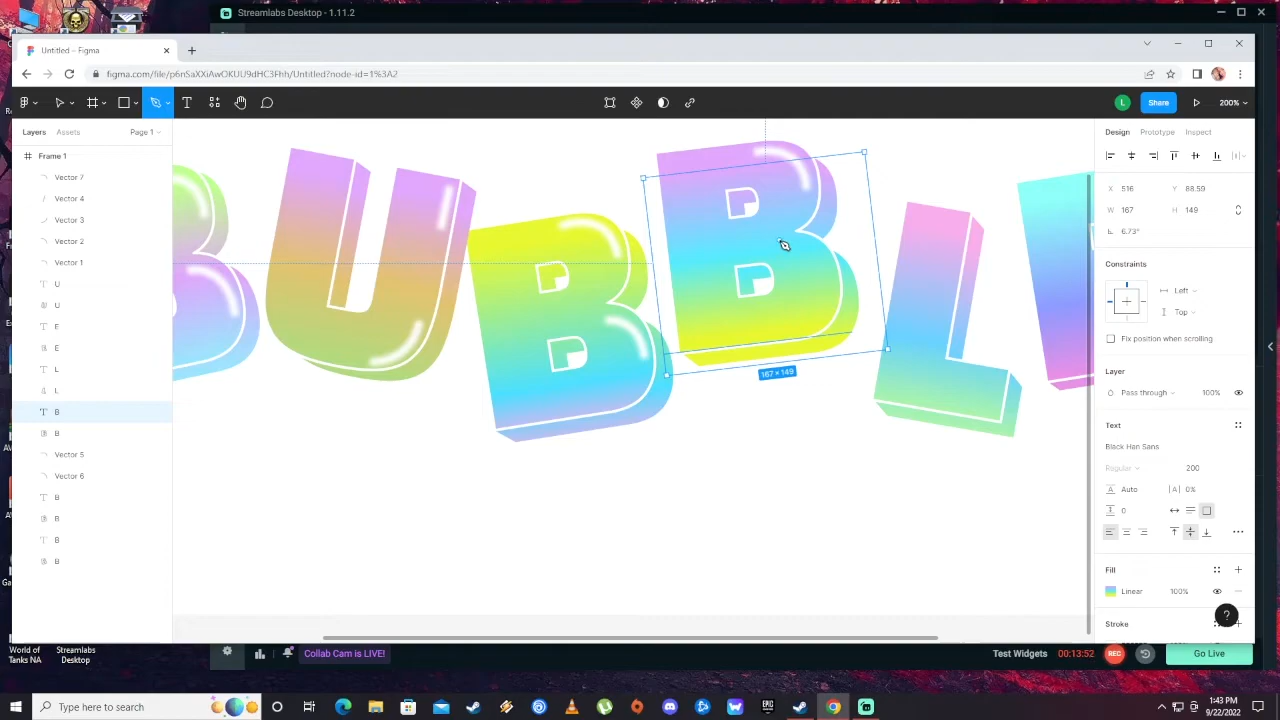 Streamlabs Desktop - 1.11.2
Untitled – Figma
figma.com/file/p6nSaXXiAwOKUU9dHC3Fhh/Untitled?node-id=1%3A2
L
Share
200%
Layers
Assets
Page 1
Design
Prototype
Inspect
Frame 1
Vector 7
Vector 4
Vector 3
Vector 2
Vector 1
U
U
E
E
L
L
B
B
Vector 5
Vector 6
B
B
B
B
B U B B L
167 × 149
X 516 Y 88.59
W 167 H 149
6.73°
Constraints
Left
Top
Fix position when scrolling
Layer
Pass through
100%
Text
Black Han Sans
Regular
200
Auto
|A| 0%
0
Fill
Linear
100%
Stroke
?
World of
Tanks NA
Streamlabs
Desktop
Collab Cam is LIVE!
Test Widgets
00:13:52
REC
Go Live
Type here to search
1:43 PM
9/22/2022